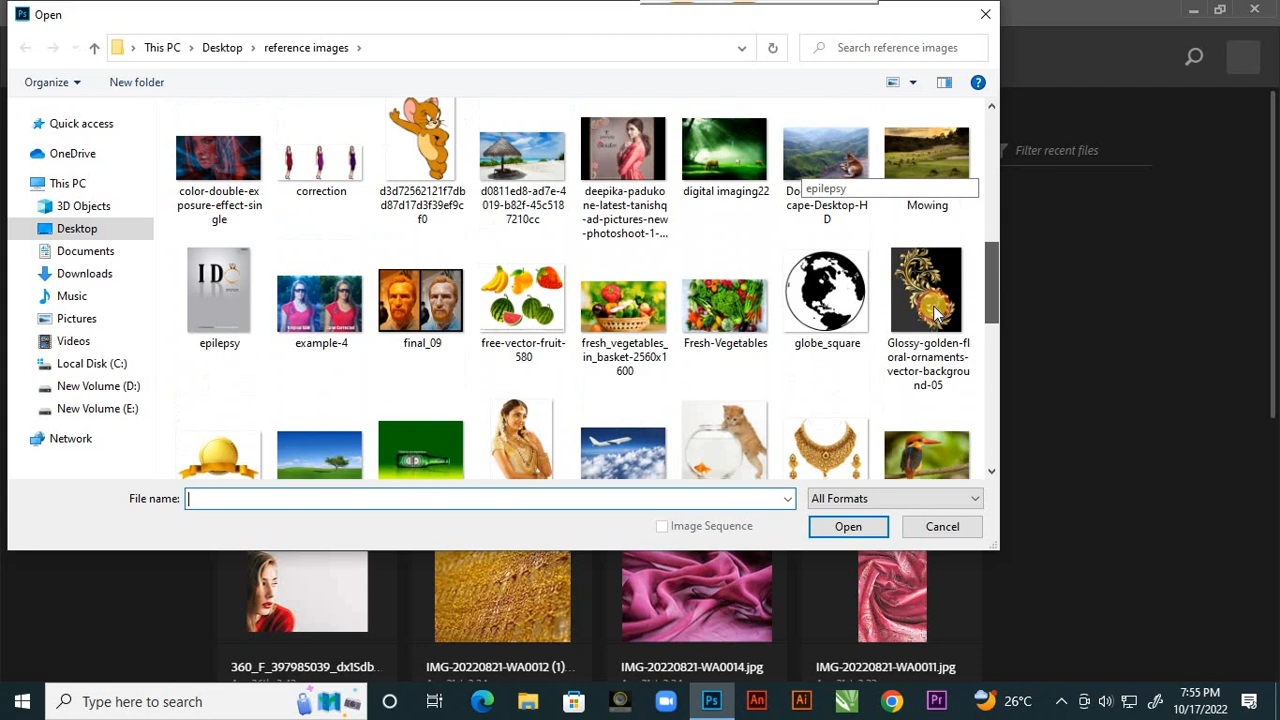 Open
This PC
Desktop
reference images
Search reference images
Organize
New folder
Quick access
OneDrive
This PC
3D Objects
Desktop
Documents
Downloads
Music
Pictures
Videos
Local Disk (C:)
New Volume (D:)
New Volume (E:)
Network
color-double-ex
posure-effect-sin
gle
correction
d3d72562121f7db
d87d17d3f39ef9c
f0
d0811ed8-ad7e-4
019-b82f-45c518
7210cc
deepika-paduko
ne-latest-tanishq
-ad-pictures-new
-photoshoot-1-...
digital imaging22
cape-Desktop-H
D
epilepsy
Mowing
I DO
epilepsy
example-4
final_09
free-vector-fruit-
580
fresh_vegetables_
in_basket-2560x1
600
Fresh-Vegetables
globe_square
Glossy-golden-fl
oral-ornaments-
vector-backgrou
nd-05
File name:
All Formats
Image Sequence
Open
Cancel
Filter recent files
360_F_397985039_dx1Sdb...
IMG-20220821-WA0012 (1)....
IMG-20220821-WA0014.jpg
IMG-20220821-WA0011.jpg
Type here to search
Ps
An
Ai
Pr
26°C
7:55 PM
10/17/2022